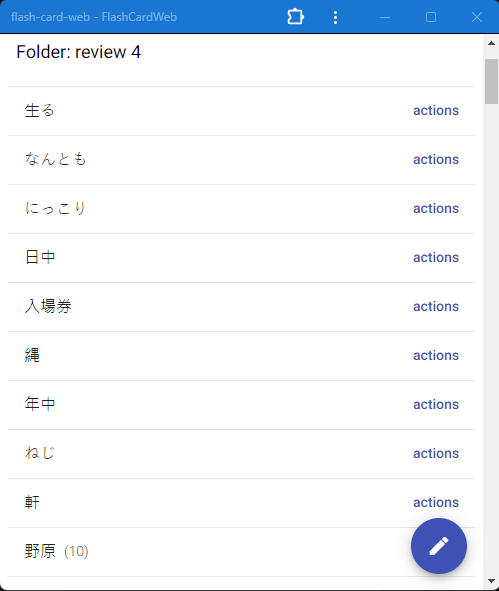 flash-card-web - FlashCardWeb
Folder: review 4
生る actions
なんとも actions
にっこり actions
日中 actions
入場券 actions
縄 actions
年中 actions
ねじ actions
軒 actions
野原 (10)